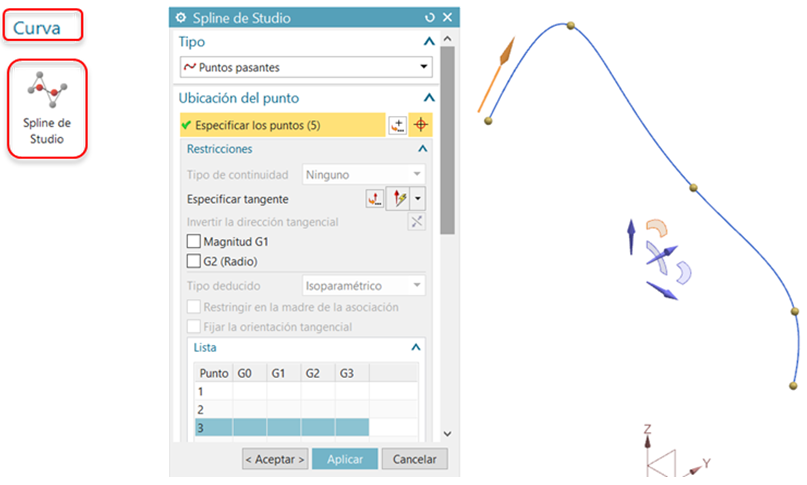 Curva
Spline de
Studio
Spline de Studio
Tipo
Puntos pasantes
Ubicación del punto
Especificar los puntos (5)
Restricciones
Tipo de continuidad Ninguno
Especificar tangente
Invertir la dirección tangencial
Magnitud G1
G2 (Radio)
Tipo deducido Isoparamétrico
Restringir en la madre de la asociación
Fijar la orientación tangencial
Lista
Punto G0 G1 G2 G3
1
2
3
< Aceptar > Aplicar Cancelar
Z
Y